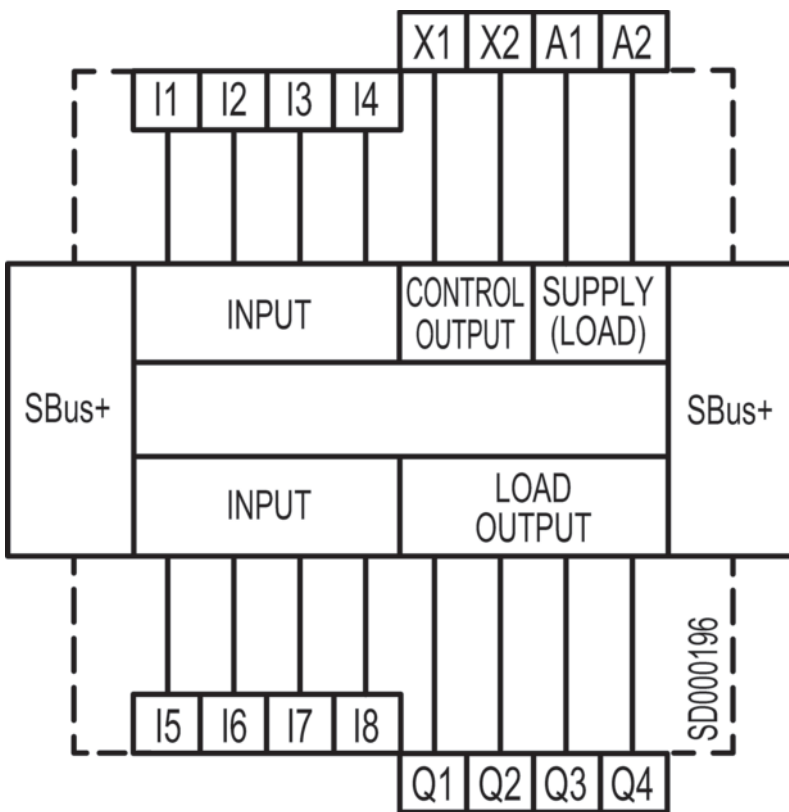 X1 X2 A1 A2
I1 I2 I3 I4
INPUT
CONTROL
OUTPUT
SUPPLY
(LOAD)
SBus+
SBus+
INPUT
LOAD
OUTPUT
SD000196
I5 I6 I7 I8
Q1 Q2 Q3 Q4